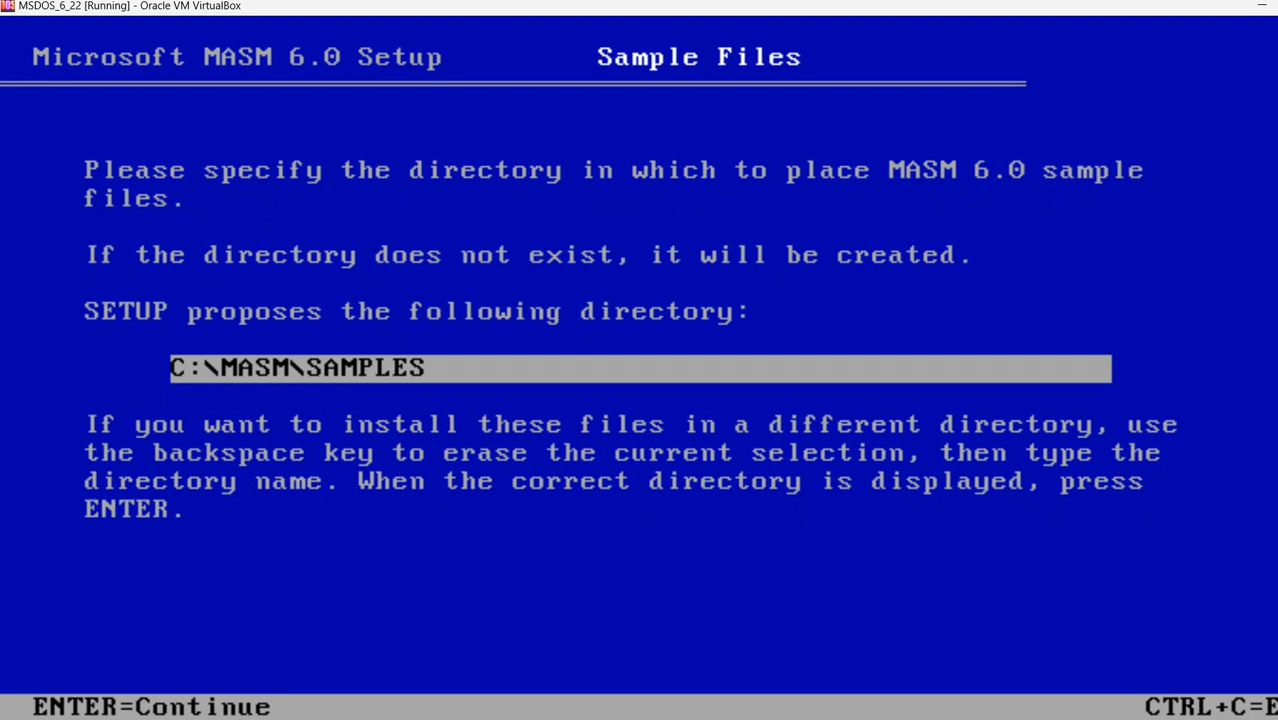 MSDOS_6_22 [Running] - Oracle VM VirtualBox
Microsoft MASM 6.0 Setup Sample Files
Please specify the directory in which to place MASM 6.0 sample
files.
If the directory does not exist, it will be created.
SETUP proposes the following directory:
C:\MASM\SAMPLES
If you want to install these files in a different directory, use
the backspace key to erase the current selection, then type the
directory name. When the correct directory is displayed, press
ENTER.
ENTER=Continue CTRL+C=E